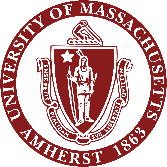 UNIVERSITY OF MASSACHUSETTS
AMHERST 1863